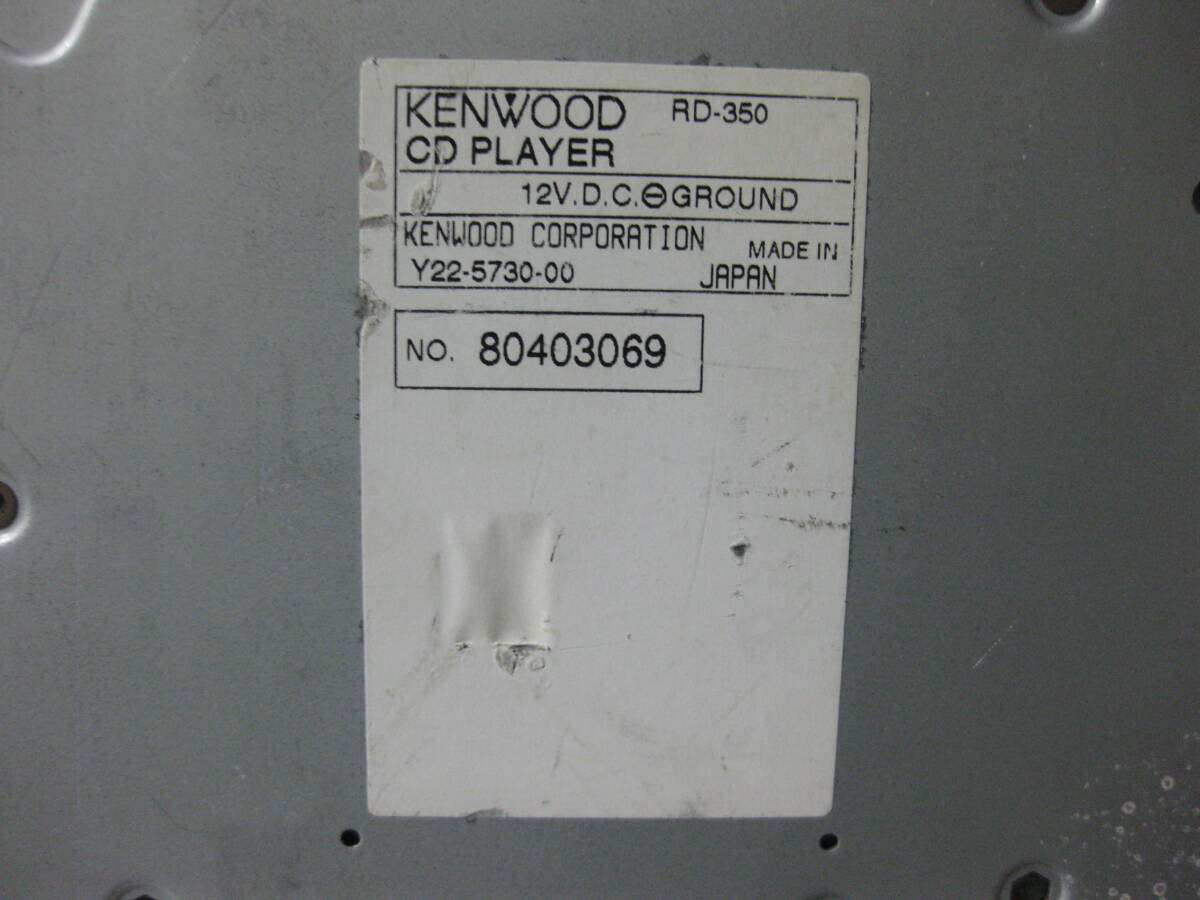 KENWOOD RD-350
CD PLAYER
12V.D.C.⊖GROUND
KENWOOD CORPORATION
Y22-5730-00
MADE IN
JAPAN
NO. 80403069